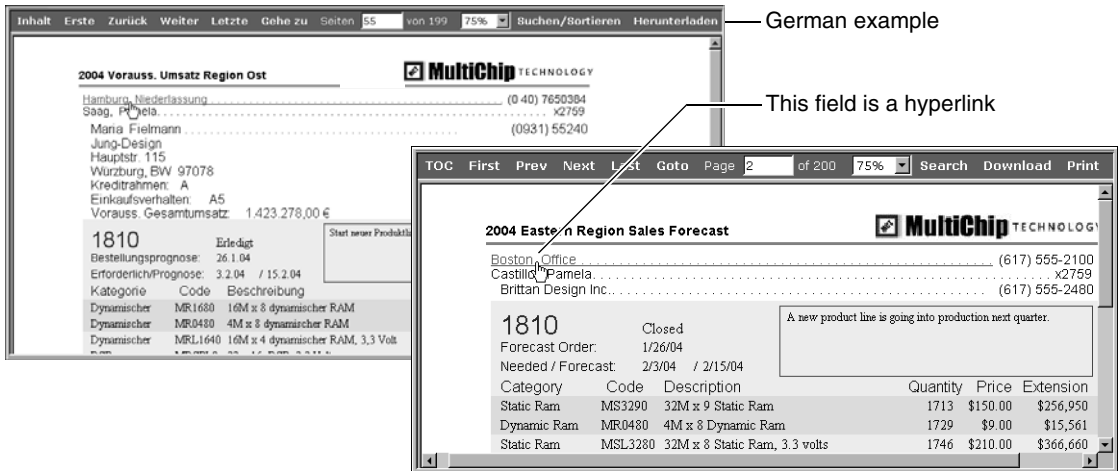 Inhalt Erste Zurück Weiter Letzte Gehe zu Seiten 55 von 199 75% Suchen/Sortieren Herunterladen
German example
2004 Vorauss. Umsatz Region Ost
MultiChip TECHNOLOGY
Hamburg, Niederlassung (0 40) 7650384
Saag, Pamela x2759
Maria Fielmann (0931) 55240
Jung-Design
Hauptstr. 115
Würzburg, BW 97078
Kreditrahmen: A
Einkaufsverhalten: A5
Vorauss. Gesamtumsatz: 1.423.278,00 €
1810 Erledigt
Start neuer Produktli
Bestellungsprognose: 26.1.04
Erforderlich/Prognose: 3.2.04 / 15.2.04
Kategorie Code Beschreibung
Dynamischer MR1680 16M x 8 dynamischer RAM
Dynamischer MR0480 4M x 8 dynamischer RAM
Dynamischer MRL1640 16M x 4 dynamischer RAM, 3,3 Volt
This field is a hyperlink
TOC First Prev Next Last Goto Page 2 of 200 75% Search Download Print
2004 Eastern Region Sales Forecast
MultiChip TECHNOLOG
Boston, Office (617) 555-2100
Castillo, Pamela x2759
Brittan Design Inc. (617) 555-2480
1810 Closed
A new product line is going into production next quarter.
Forecast Order: 1/26/04
Needed / Forecast: 2/3/04 / 2/15/04
Category Code Description Quantity Price Extension
Static Ram MS3290 32M x 9 Static Ram 1713 $150.00 $256,950
Dynamic Ram MR0480 4M x 8 Dynamic Ram 1729 $9.00 $15,561
Static Ram MSL3280 32M x 8 Static Ram, 3.3 volts 1746 $210.00 $366,660